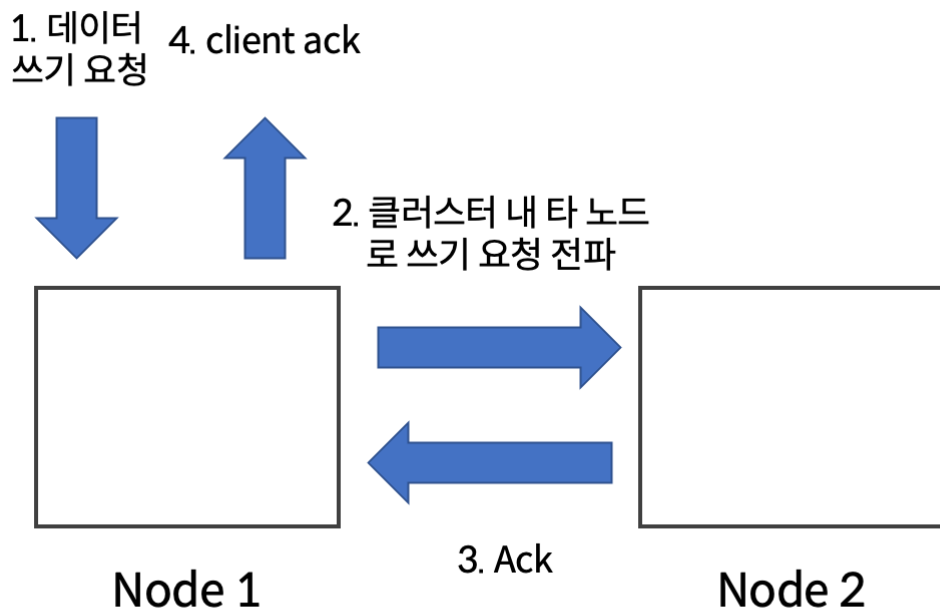 1. 데이터
쓰기 요청
4. client ack
2. 클러스터 내 타 노드
로 쓰기 요청 전파
3. Ack
Node 1
Node 2